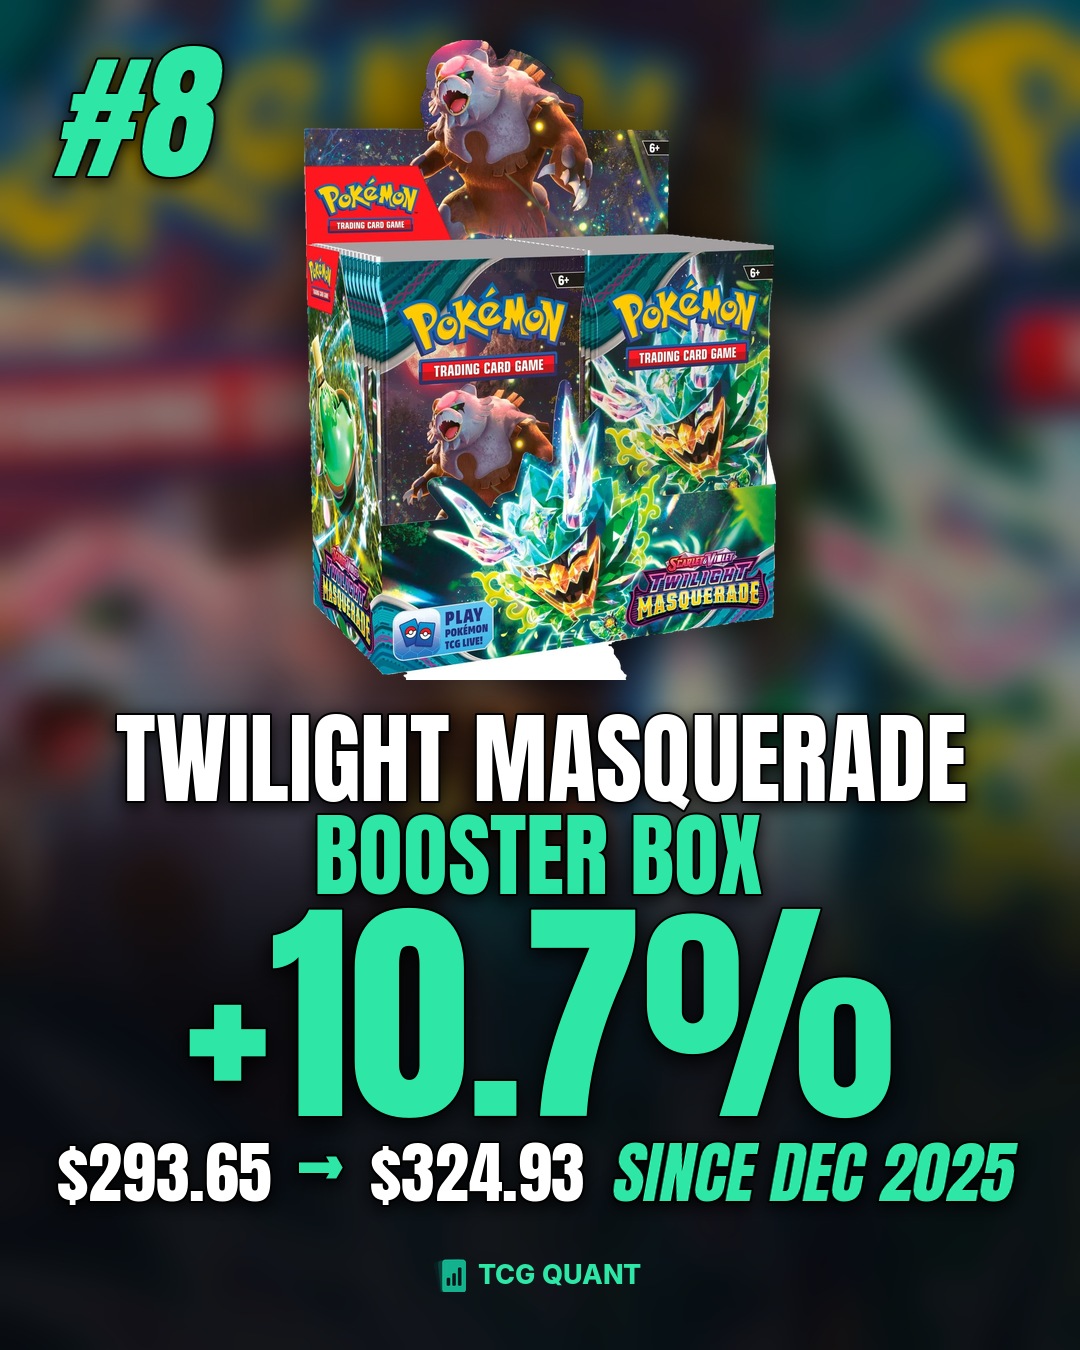 #8
6+
POKÉMON
TRADING CARD GAME
POKÉMON
6+
POKÉMON
TRADING CARD GAME
6+
POKÉMON
TRADING CARD GAME
SCARLET & VIOLET
TWILIGHT
MASQUERADE
TWILIGHT
MASQUERADE
PLAY
POKÉMON
TCG LIVE!
TWILIGHT MASQUERADE
BOOSTER BOX
+10.7%
$293.65 → $324.93 SINCE DEC 2025
TCG QUANT